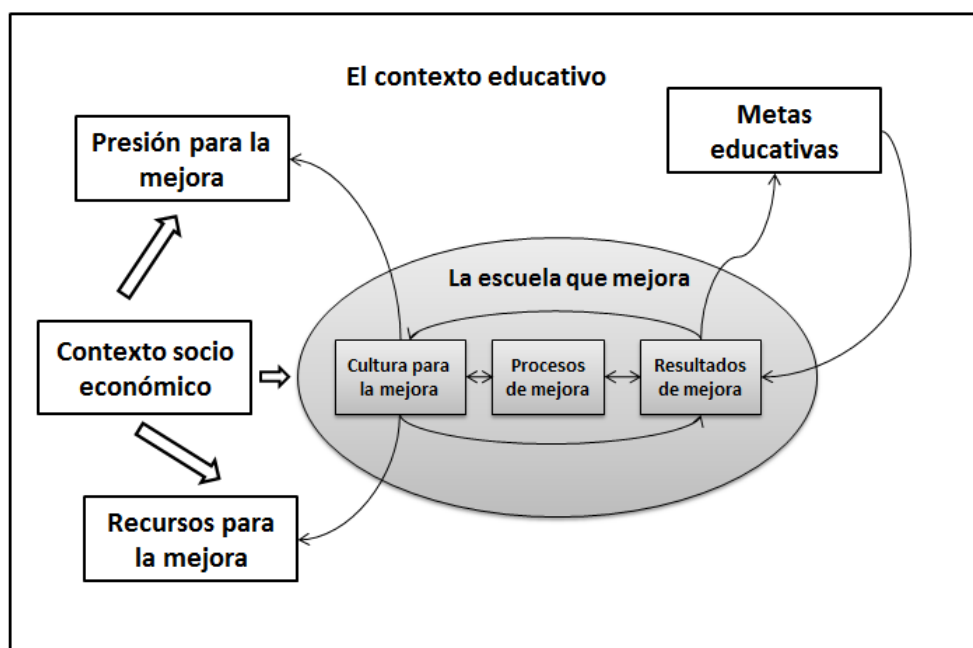 El contexto educativo
Presión para la
mejora
Metas
educativas
La escuela que mejora
Contexto socio
económico
Cultura para
la mejora
Procesos
de mejora
Resultados
de mejora
Recursos para
la mejora